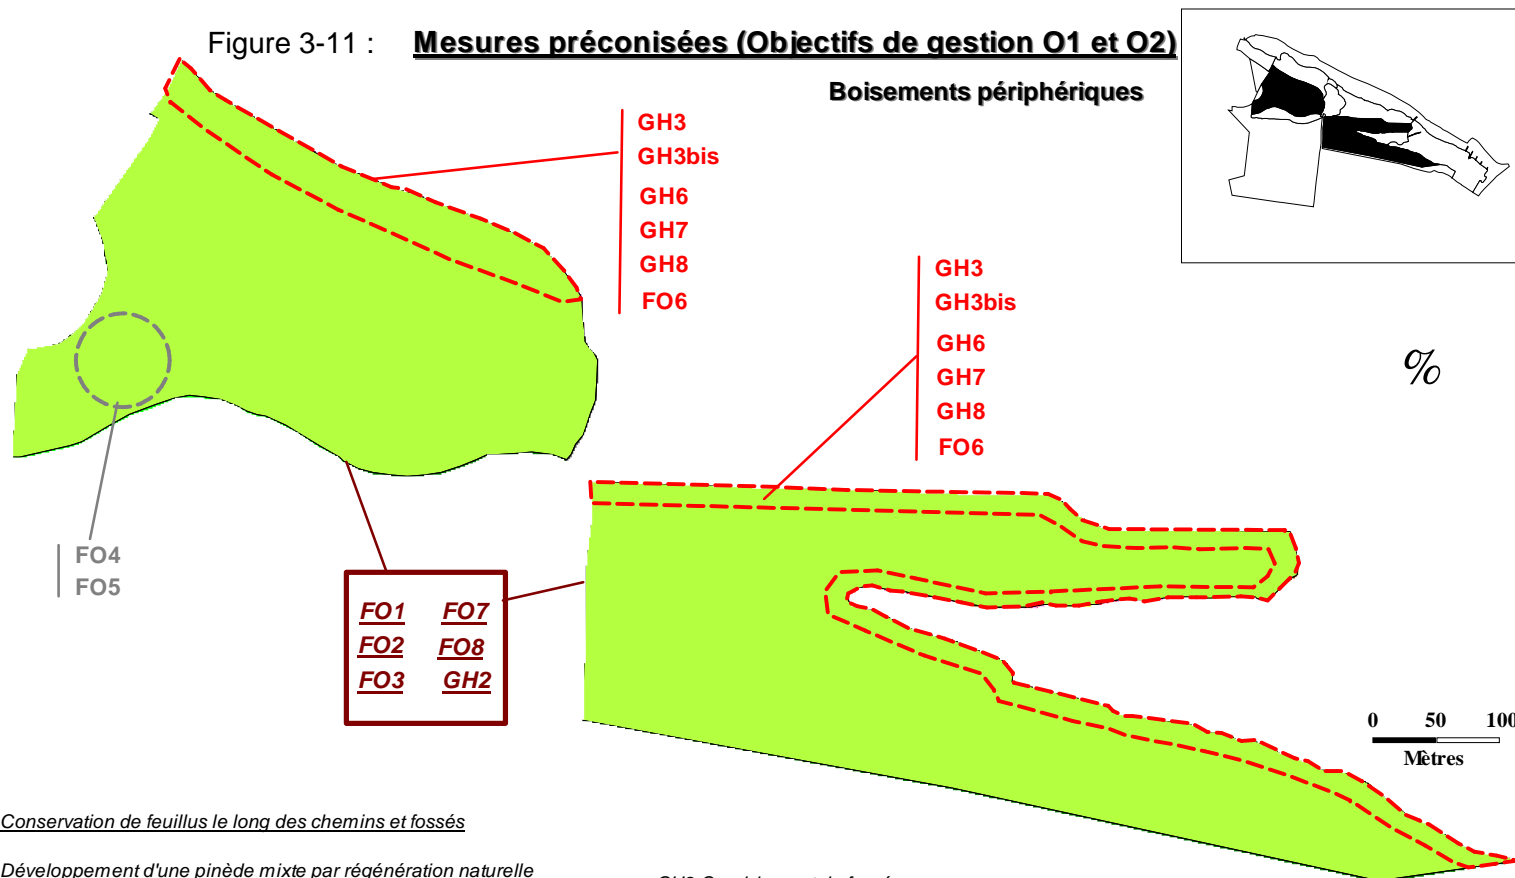 Figure 3-11 : Mesures préconisées (Objectifs de gestion O1 et O2)
Boisements périphériques
GH3
GH3bis
GH6
GH7
GH8
FO6
GH3
GH3bis
GH6
GH7
GH8
FO6
%
FO4
FO5
FO1 FO7
FO2 FO8
FO3 GH2
0 50 100
Mètres
Conservation de feuillus le long des chemins et fossés
Développement d'une pinède mixte par régénération naturelle